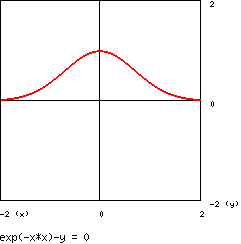 2
0
-2 (y)
-2 (x) 0 2
exp(-x*x)-y = 0